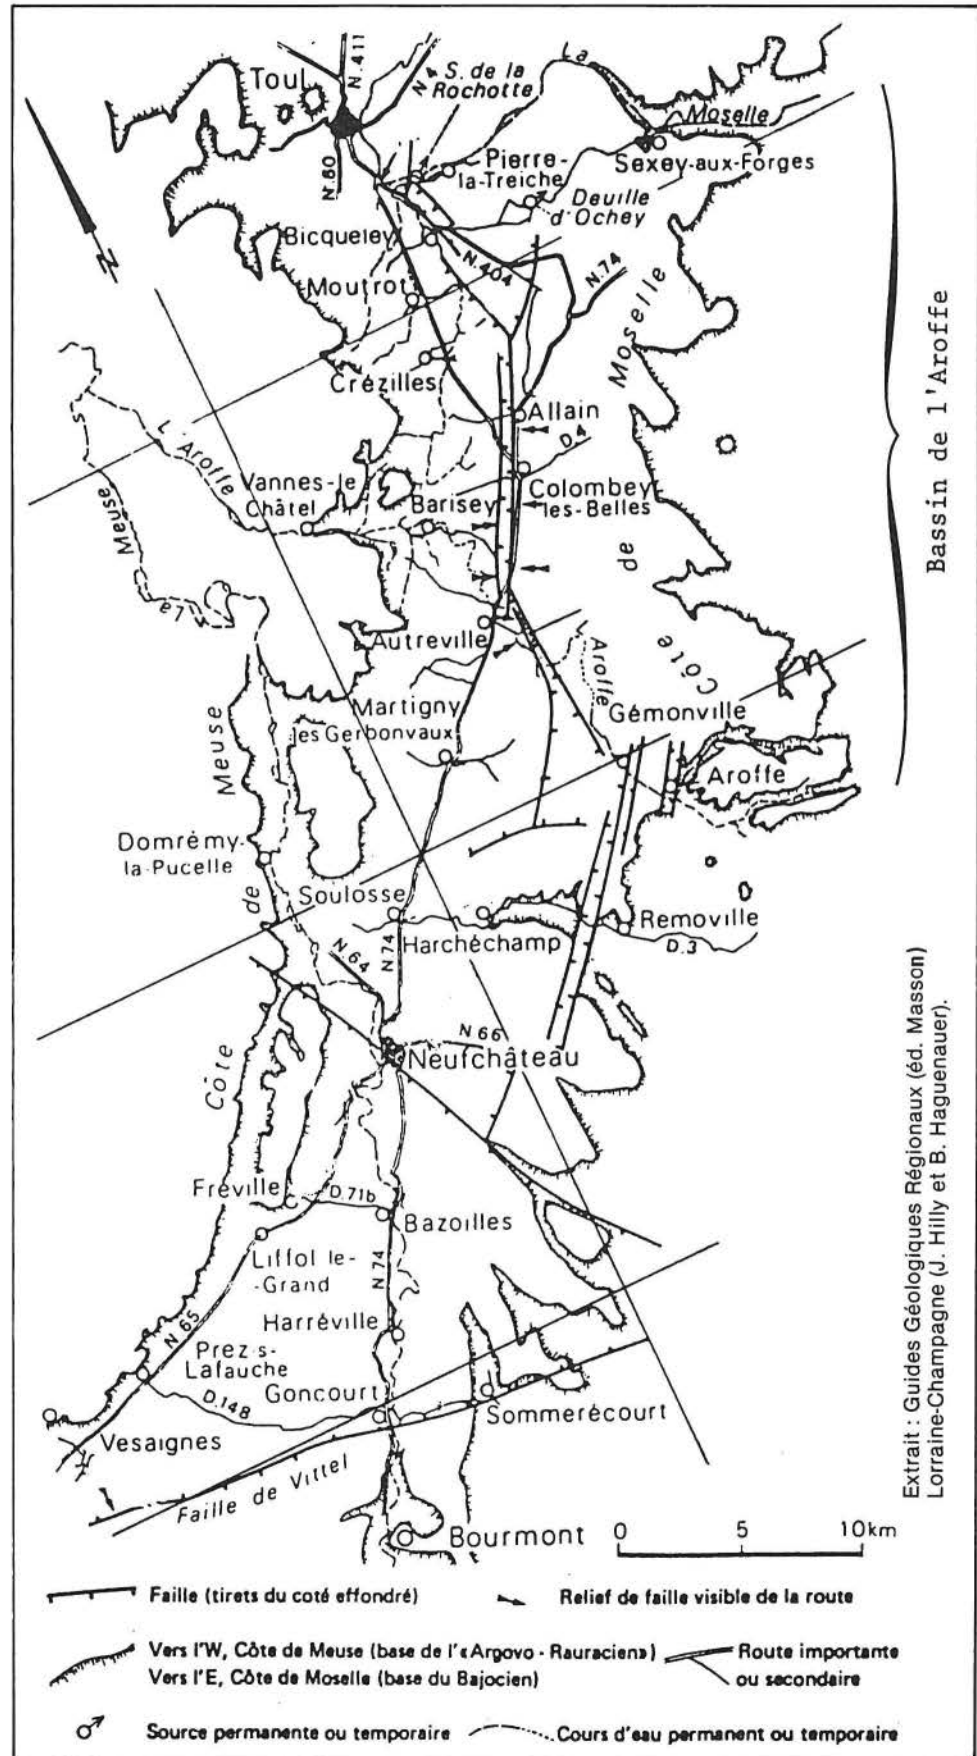 Toul
N.411
N 4
S. de la
Rochotte
La
Moselle
N.60
Pierre-
la-Treiche
Sexey-aux-Forges
Deuille
d'Ochey
Bicqueley
N
N.404
N.74
Moutrot
Crézilles
Allain
D4
L'Aroffe
Vannes-le
Châtel
Barisey
Colombey
les-Belles
La Meuse
Autreville
L'Aroffe
Martigny
les Gerbonvaux
Gémonville
Côte de Moselle
Aroffe
Domrémy-
la-Pucelle
Soulosse
Harchéchamp
Removille
D.3
N 64
N74
N 66
Neufchâteau
Côte de Meuse
Fréville
D.71b
Bazoilles
Liffol le-
-Grand
N74
Harréville
N 65
Prez-s-
Lafauche
Goncourt
D.148
Sommerécourt
Vesaignes
Faille de Vittel
Bourmont
0 5 10km
Bassin de l'Aroffe
Extrait : Guides Géologiques Régionaux (éd. Masson)
Lorraine-Champagne (J. Hilly et B. Haguenauer).
Faille (tirets du coté effondré)
Relief de faille visible de la route
Vers l'W, Côte de Meuse (base de l'«Argovo-Rauracien»)
Vers l'E, Côte de Moselle (base du Bajocien)
Route importante
ou secondaire
Source permanente ou temporaire
Cours d'eau permanent ou temporaire